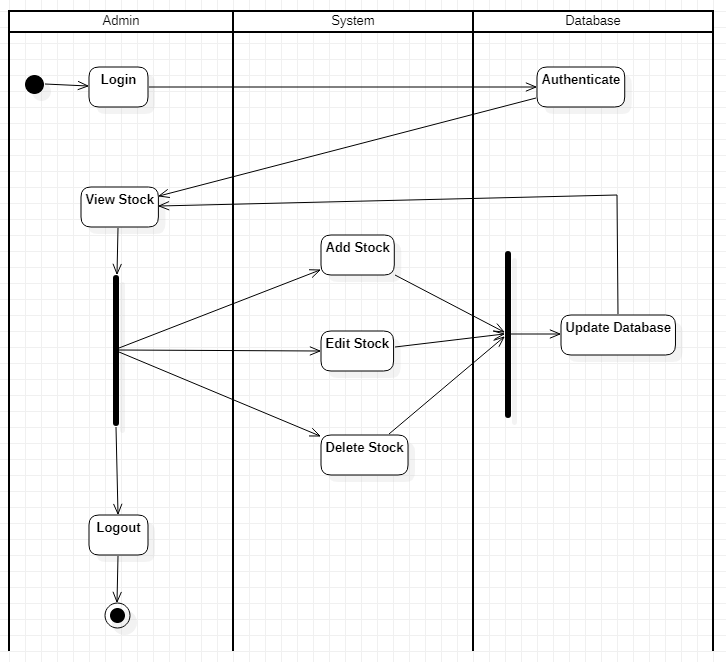 Admin
System
Database
Login
Authenticate
View Stock
Add Stock
Update Database
Edit Stock
Delete Stock
Logout